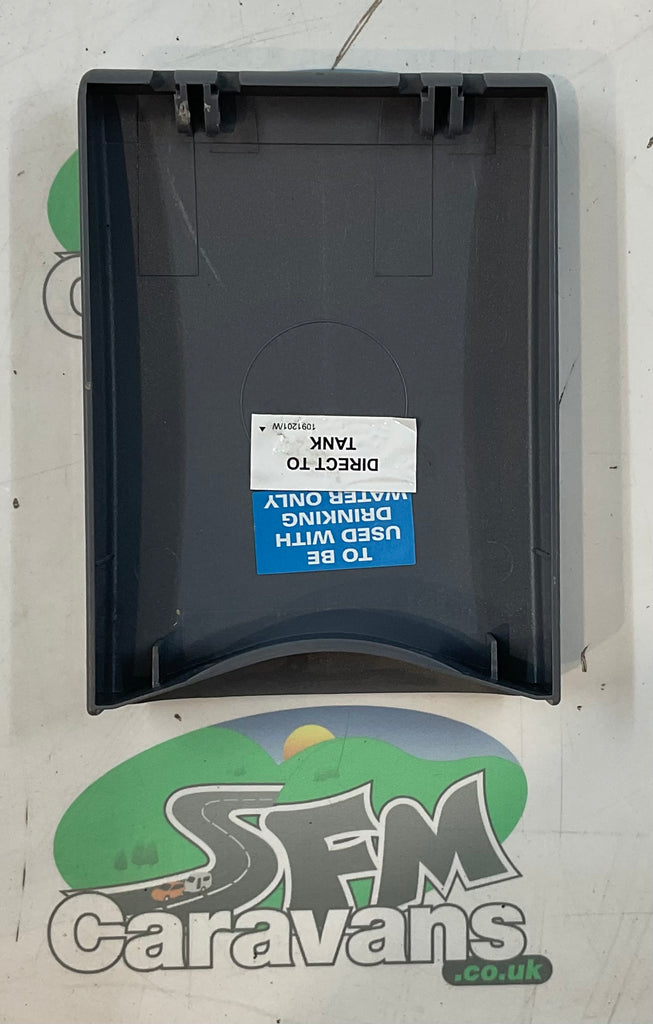 TO BE
USED WITH
DRINKING
WATER ONLY
DIRECT TO
TANK
1091201/W
SFM
Caravans
.co.uk